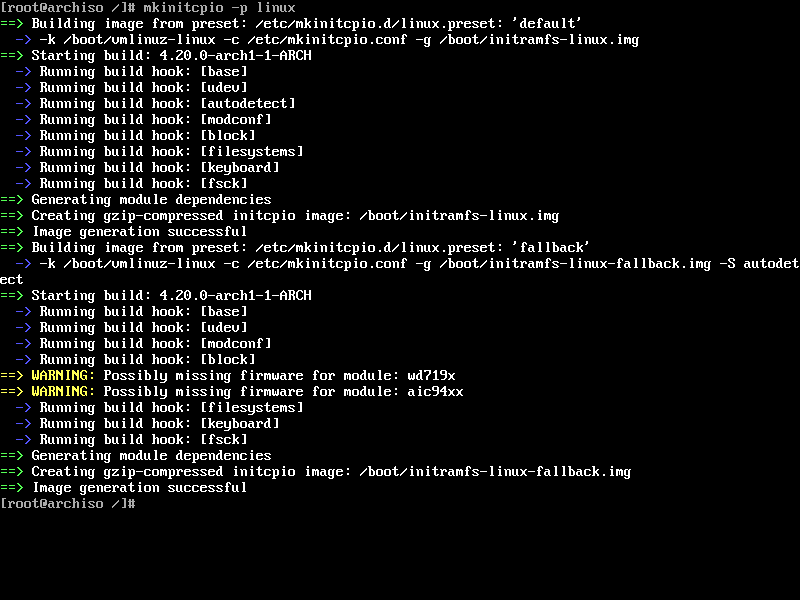 [root@archiso /]# mkinitcpio -p linux
==> Building image from preset: /etc/mkinitcpio.d/linux.preset: 'default'
  -> -k /boot/vmlinuz-linux -c /etc/mkinitcpio.conf -g /boot/initramfs-linux.img
==> Starting build: 4.20.0-arch1-1-ARCH
  -> Running build hook: [base]
  -> Running build hook: [udev]
  -> Running build hook: [autodetect]
  -> Running build hook: [modconf]
  -> Running build hook: [block]
  -> Running build hook: [filesystems]
  -> Running build hook: [keyboard]
  -> Running build hook: [fsck]
==> Generating module dependencies
==> Creating gzip-compressed initcpio image: /boot/initramfs-linux.img
==> Image generation successful
==> Building image from preset: /etc/mkinitcpio.d/linux.preset: 'fallback'
  -> -k /boot/vmlinuz-linux -c /etc/mkinitcpio.conf -g /boot/initramfs-linux-fallback.img -S autodet
ect
==> Starting build: 4.20.0-arch1-1-ARCH
  -> Running build hook: [base]
  -> Running build hook: [udev]
  -> Running build hook: [modconf]
  -> Running build hook: [block]
==> WARNING: Possibly missing firmware for module: wd719x
==> WARNING: Possibly missing firmware for module: aic94xx
  -> Running build hook: [filesystems]
  -> Running build hook: [keyboard]
  -> Running build hook: [fsck]
==> Generating module dependencies
==> Creating gzip-compressed initcpio image: /boot/initramfs-linux-fallback.img
==> Image generation successful
[root@archiso /]#